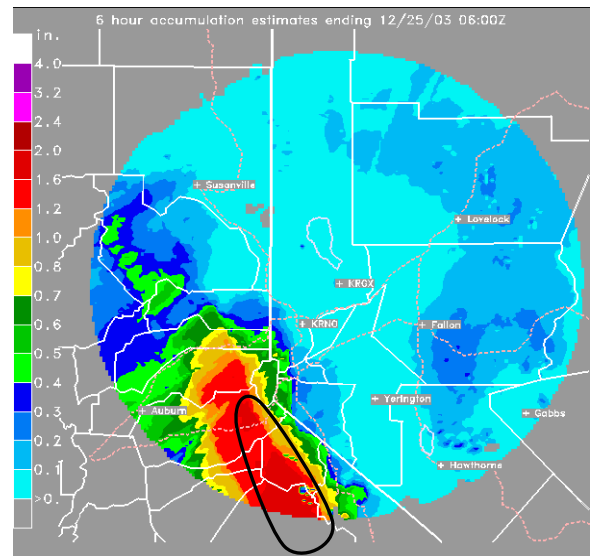 6 hour accumulation estimates ending 12/25/03 06:00Z
in.
4.0
3.2
2.4
2.0
1.6
1.2
1.0
0.8
0.7
0.6
0.5
0.4
0.3
0.2
0.1
>0.
+ Susanville
+ Lovelock
+ KRGX
+ KRNO
+ Fallon
+ Auburn
+ Yerington
+ Gabbs
+ Hawthorne